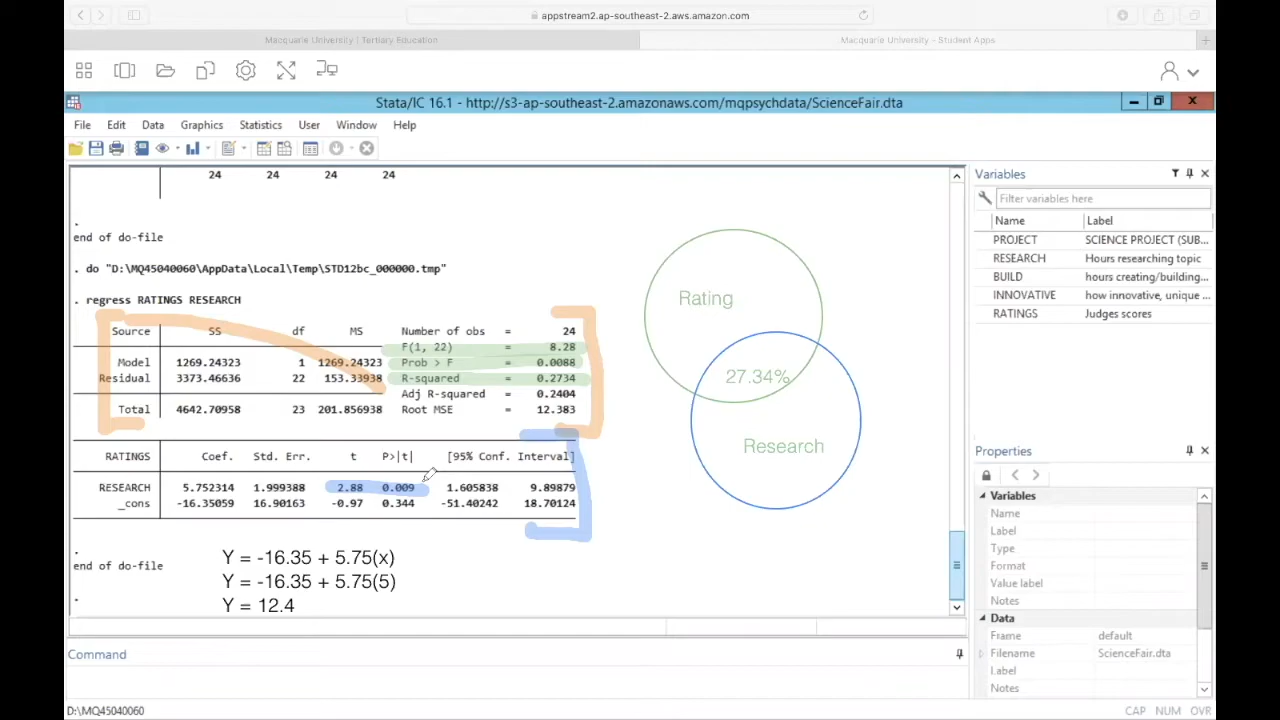 appstream2.ap-southeast-2.aws.amazon.com
Macquarie University | Tertiary Education
Macquarie University – Student Apps
Stata/IC 16.1 - http://s3-ap-southeast-2.amazonaws.com/mqpsychdata/ScienceFair.dta
File Edit Data Graphics Statistics User Window Help
24 24 24 24
.
end of do-file
. do "D:\MQ45040060\AppData\Local\Temp\STD12bc_000000.tmp"
. regress RATINGS RESEARCH
Source SS df MS Number of obs = 24
F(1, 22) = 8.28
Model 1269.24323 1 1269.24323 Prob > F = 0.0088
Residual 3373.46636 22 153.33938 R-squared = 0.2734
Adj R-squared = 0.2404
Total 4642.70958 23 201.856938 Root MSE = 12.383
RATINGS Coef. Std. Err. t P>|t| [95% Conf. Interval]
RESEARCH 5.752314 1.999388 2.88 0.009 1.605838 9.89879
_cons -16.35059 16.90163 -0.97 0.344 -51.40242 18.70124
.
end of do-file
.
Y = -16.35 + 5.75(x)
Y = -16.35 + 5.75(5)
Y = 12.4
Rating
27.34%
Research
Variables
Filter variables here
Name Label
PROJECT SCIENCE PROJECT (SUB...
RESEARCH Hours researching topic
BUILD hours creating/building...
INNOVATIVE how innovative, unique ...
RATINGS Judges scores
Properties
Variables
Name
Label
Type
Format
Value label
Notes
Data
Frame default
Filename ScienceFair.dta
Label
Notes
Command
D:\MQ45040060
CAP NUM OVR